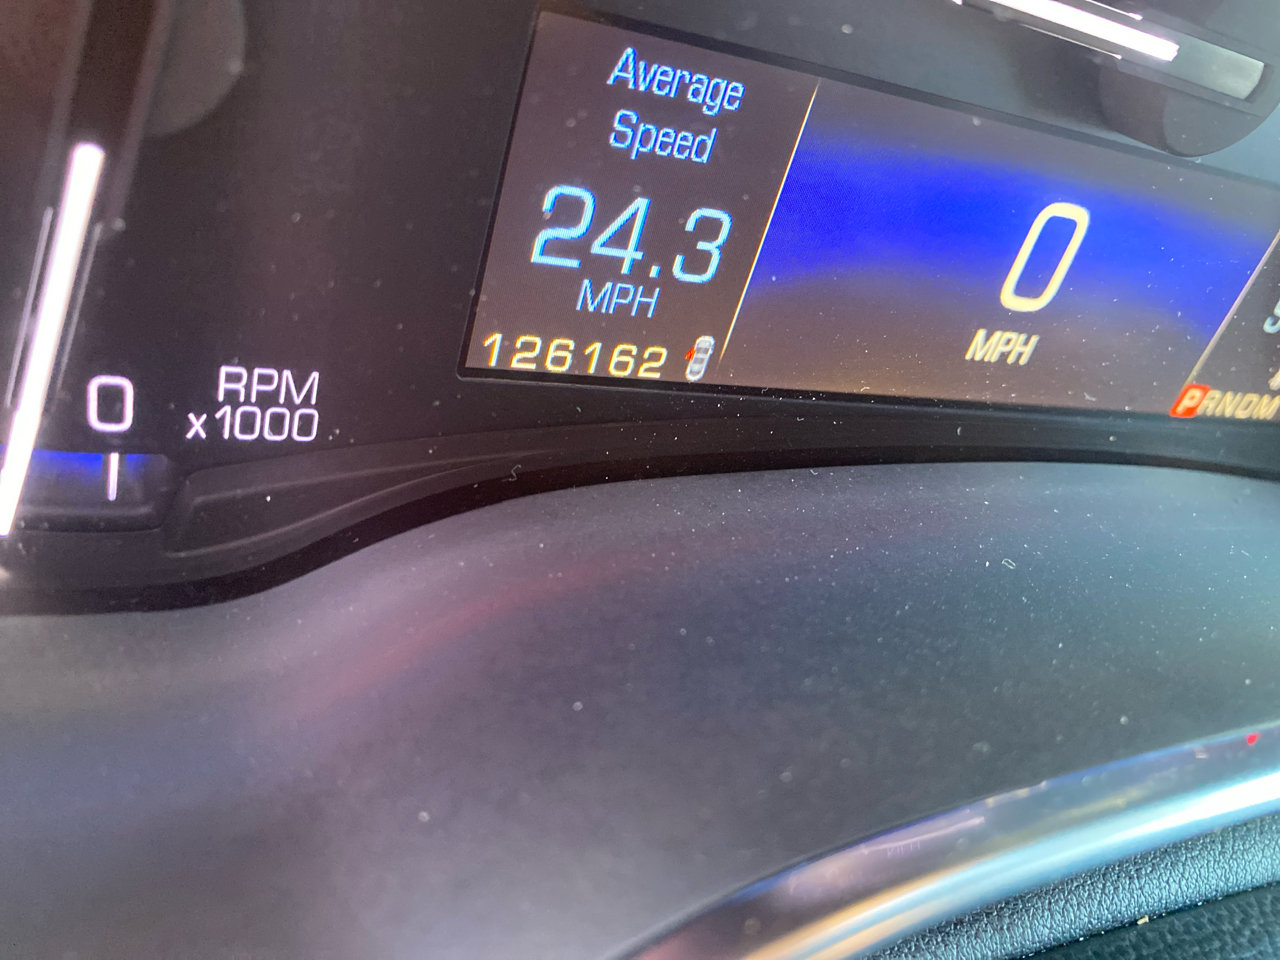 Average
Speed
24.3
MPH
126162
0
MPH
PRNDM
0
RPM
x1000